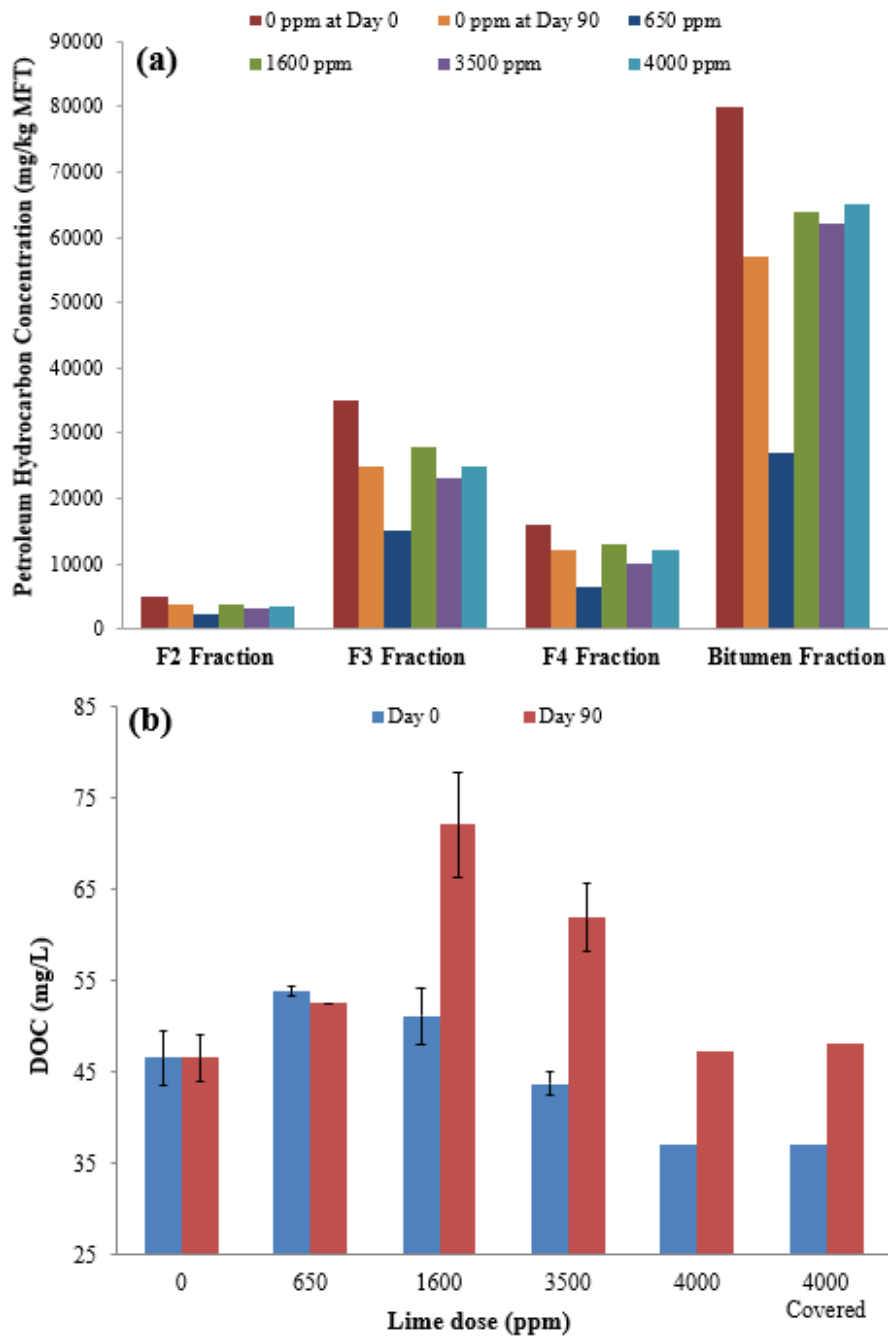 0 ppm at Day 0 0 ppm at Day 90 650 ppm
1600 ppm 3500 ppm 4000 ppm
(a)
Petroleum Hydrocarbon Concentration (mg/kg MFT)
90000
80000
70000
60000
50000
40000
30000
20000
10000
0
F2 Fraction F3 Fraction F4 Fraction Bitumen Fraction
(b)
Day 0 Day 90
DOC (mg/L)
85
75
65
55
45
35
25
0 650 1600 3500 4000 4000
Covered
Lime dose (ppm)